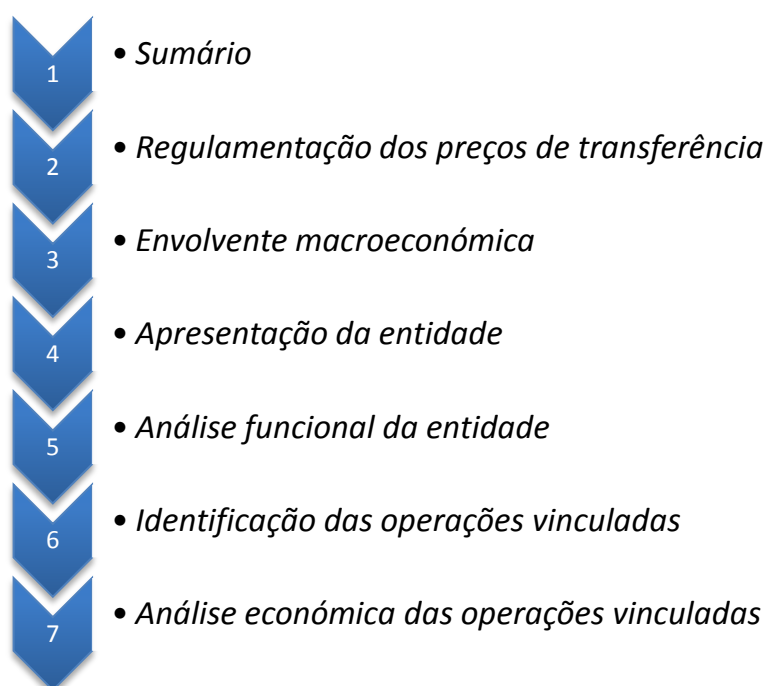 1 • Sumário
2 • Regulamentação dos preços de transferência
3 • Envolvente macroeconómica
4 • Apresentação da entidade
5 • Análise funcional da entidade
6 • Identificação das operações vinculadas
7 • Análise económica das operações vinculadas